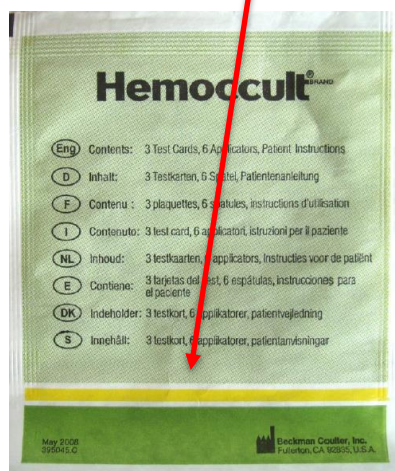 Hemoccult® BRAND
Eng Contents: 3 Test Cards, 6 Applicators, Patient Instructions
D Inhalt: 3 Testkarten, 6 Spatel, Patientenanleitung
F Contenu : 3 plaquettes, 6 spatules, instructions d'utilisation
I Contenuto: 3 test card, 6 applicatori, istruzioni per il paziente
NL Inhoud: 3 testkaarten, 6 applicators, Instructies voor de patiënt
E Contiene: 3 tarjetas del test, 6 espátulas, instrucciones para
el paciente
DK Indeholder: 3 testkort, 6 applikatorer, patientvejledning
S Innehåll: 3 testkort, 6 applikatorer, patientanvisningar
May 2008
395045.C
Beckman Coulter, Inc.
Fullerton, CA 92835, U.S.A.